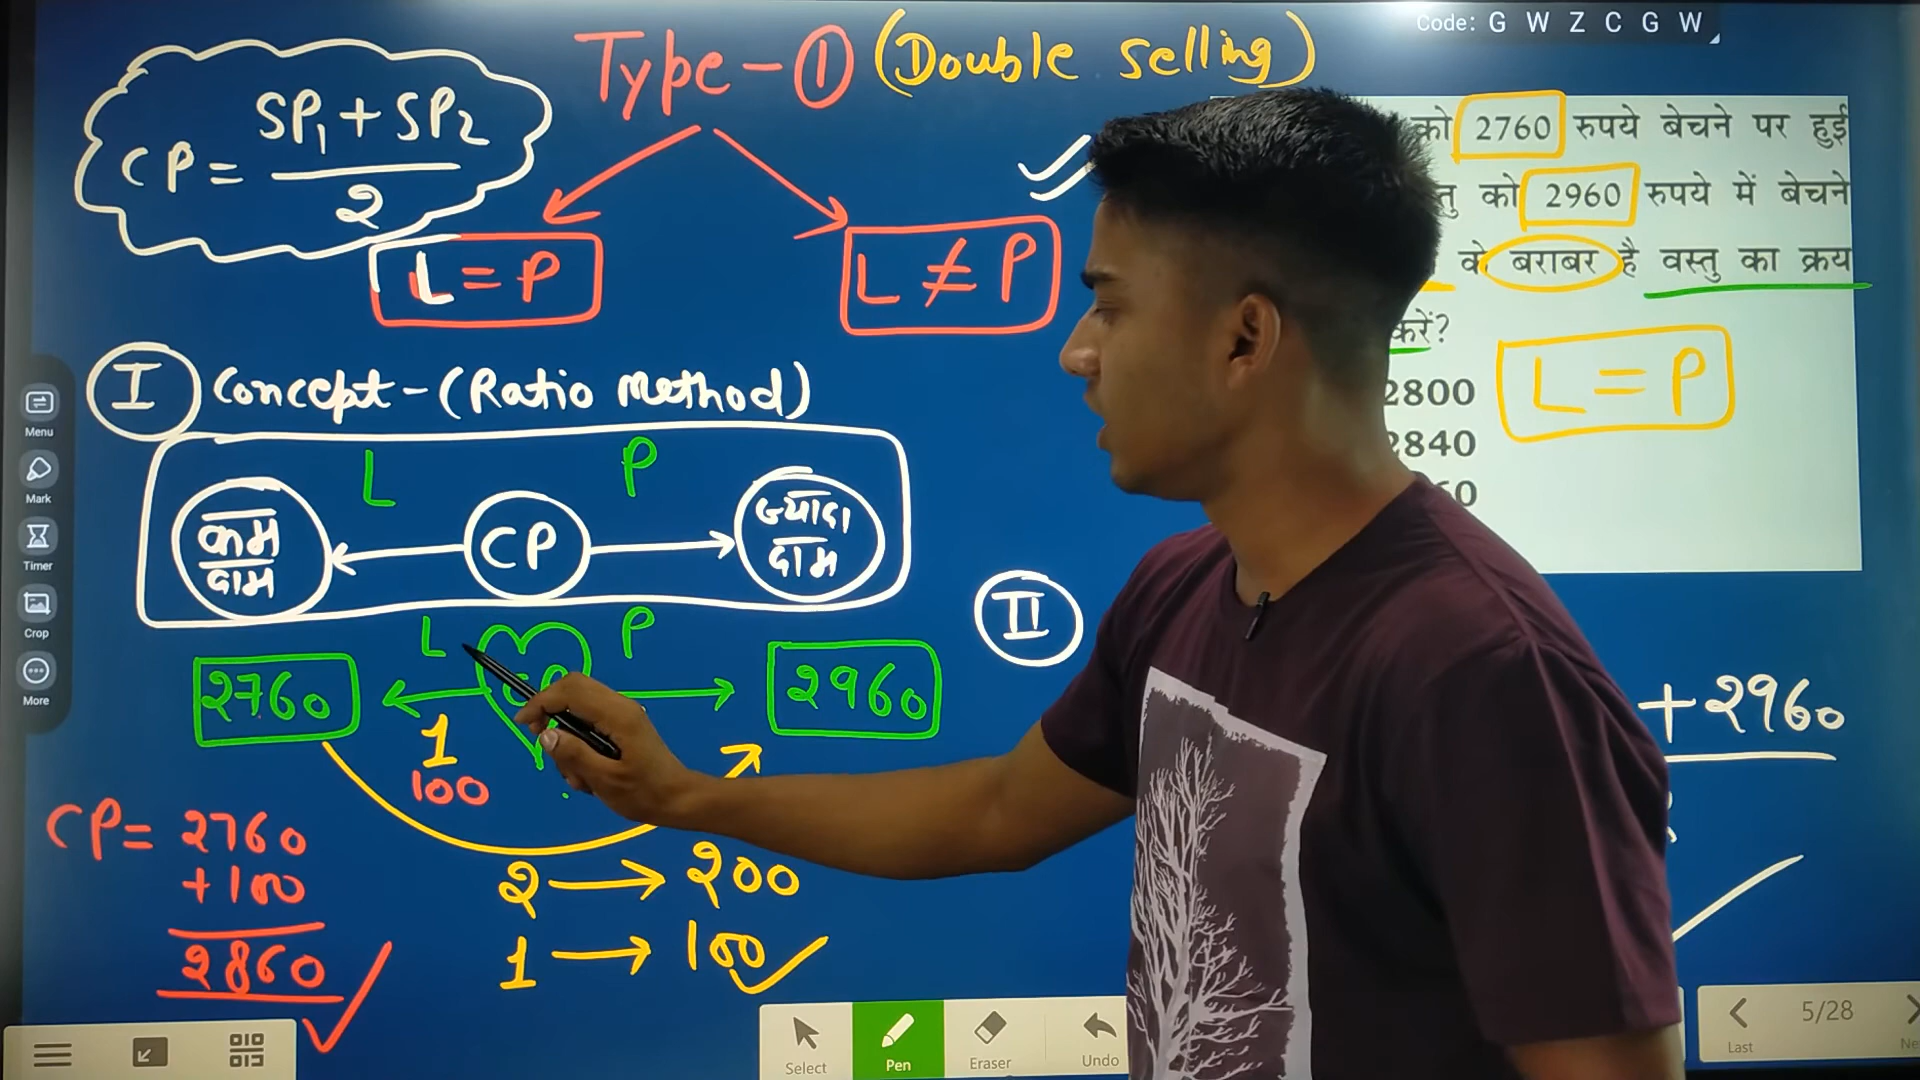 Code: G W Z C G W
Type-① (Double selling)
CP = SP₁ + SP₂ / 2
L = P
L ≠ P
को 2760 रुपये बेचने पर हुई
को 2960 रुपये में बेचने
के बराबर है वस्तु का क्रय
करें?
2800
2840
L = P
I Concept-(Ratio Method)
L P
कम दाम CP ज्यादा दाम
L P
2760 2960
1
100
II
+2960
CP = 2760
+100
2860
2 → 200
1 → 100
Menu
Mark
Timer
Crop
More
Select
Pen
Eraser
Undo
Last
5/28